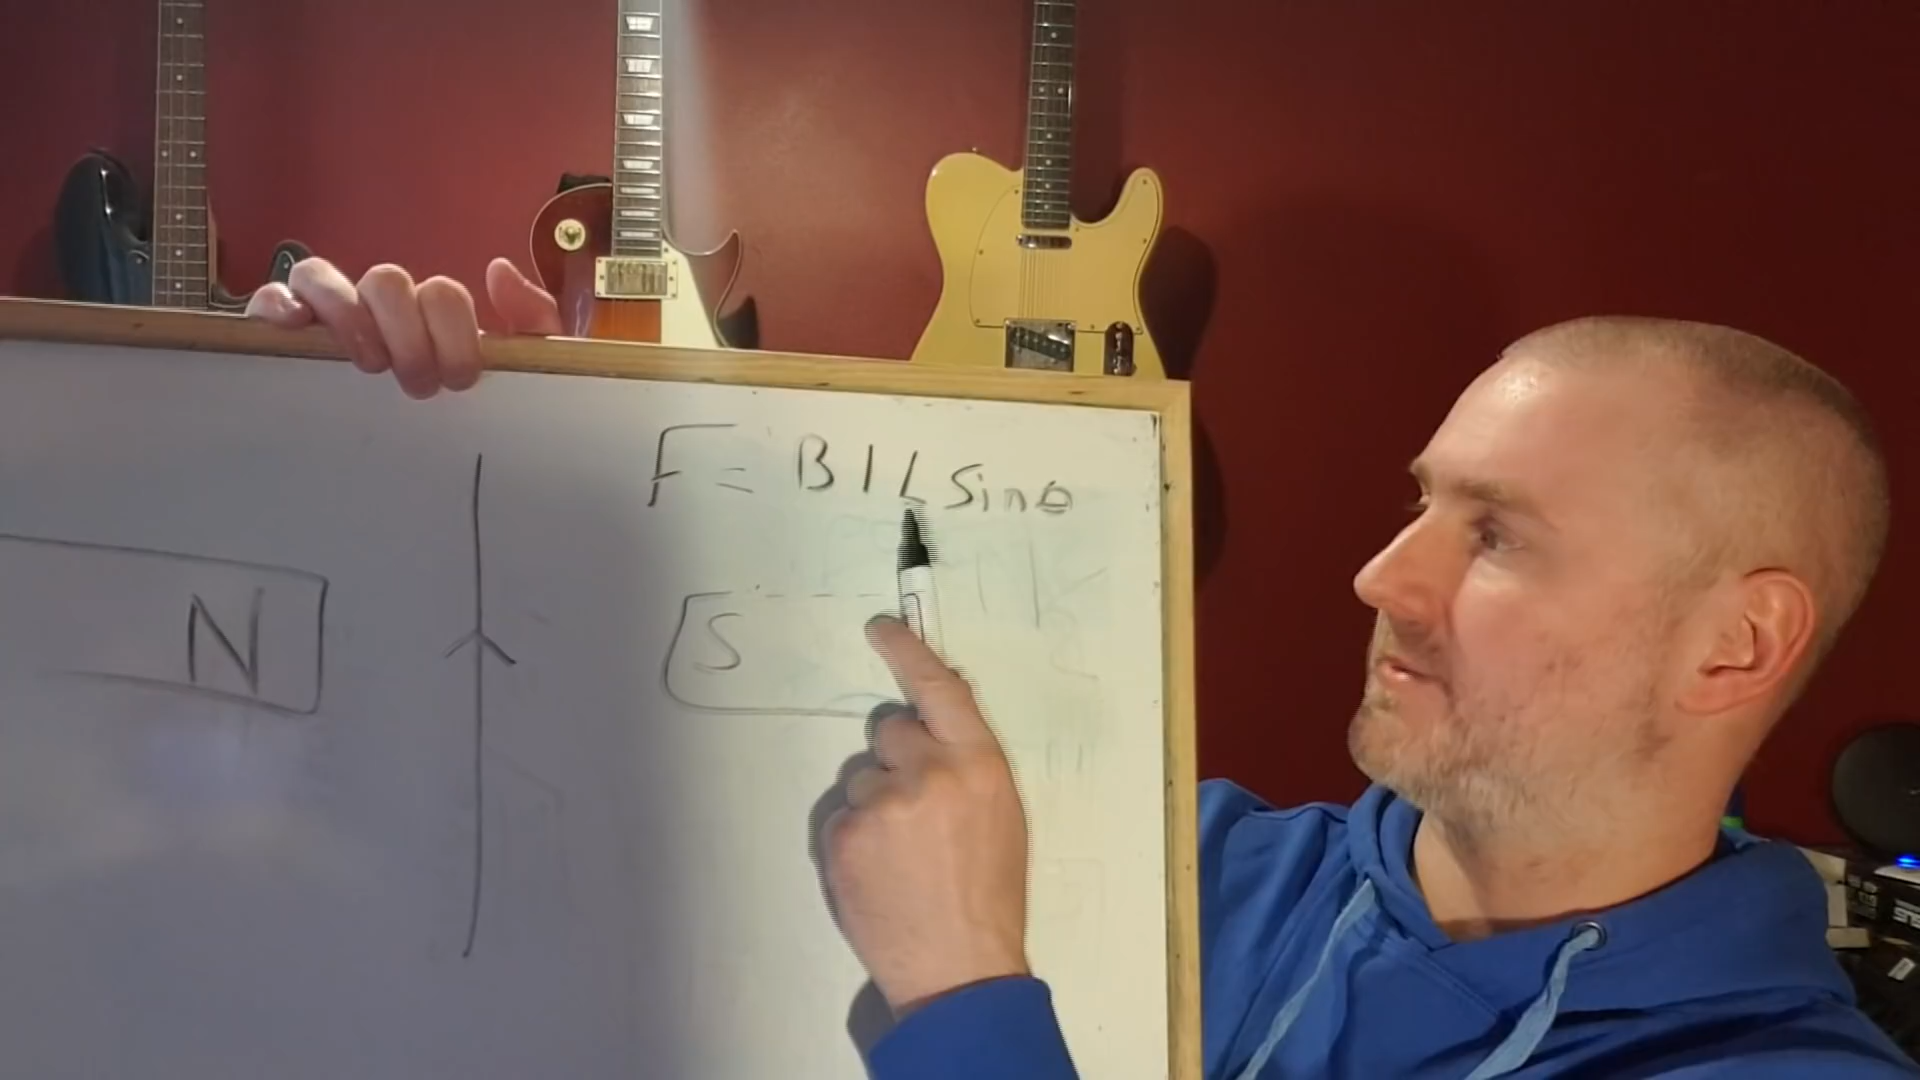 F = BIL sinθ
N
S